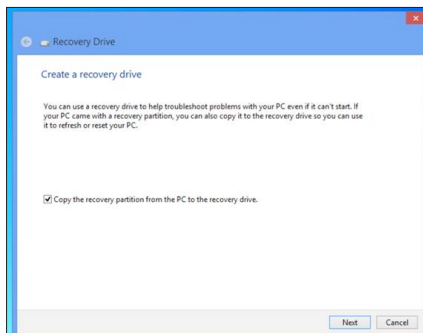 Recovery Drive
Create a recovery drive
You can use a recovery drive to help troubleshoot problems with your PC even if it can't start. If
your PC came with a recovery partition, you can also copy it to the recovery drive so you can use
it to refresh or reset your PC.
Copy the recovery partition from the PC to the recovery drive.
Next Cancel